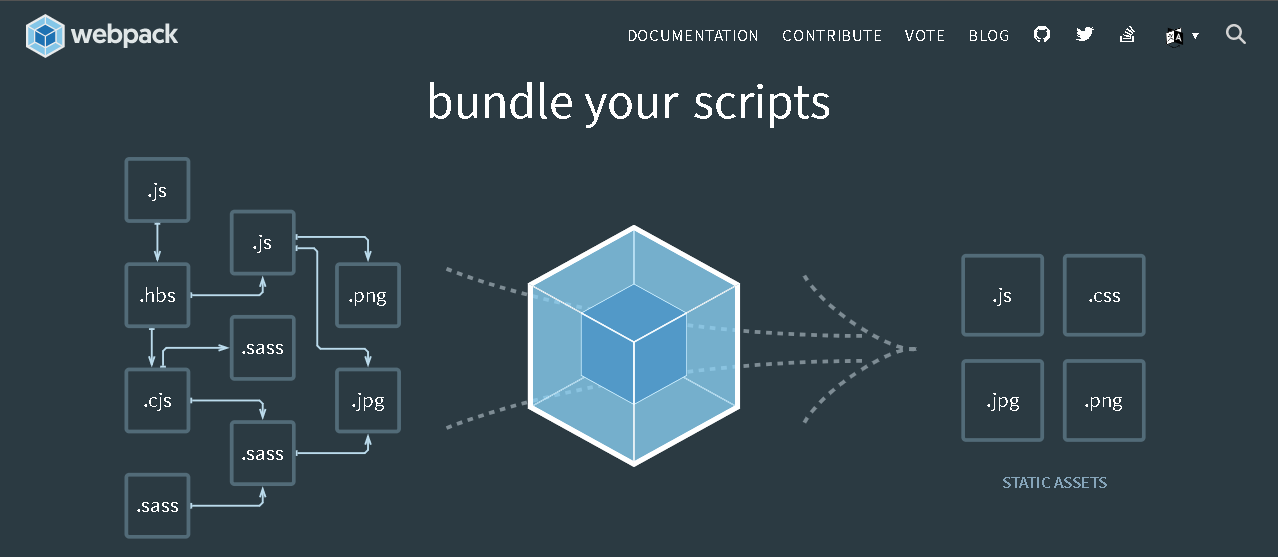 webpack
DOCUMENTATION CONTRIBUTE VOTE BLOG
bundle your scripts
.js
.js
.hbs
.png
.sass
.cjs
.jpg
.sass
.sass
.js
.css
.jpg
.png
STATIC ASSETS